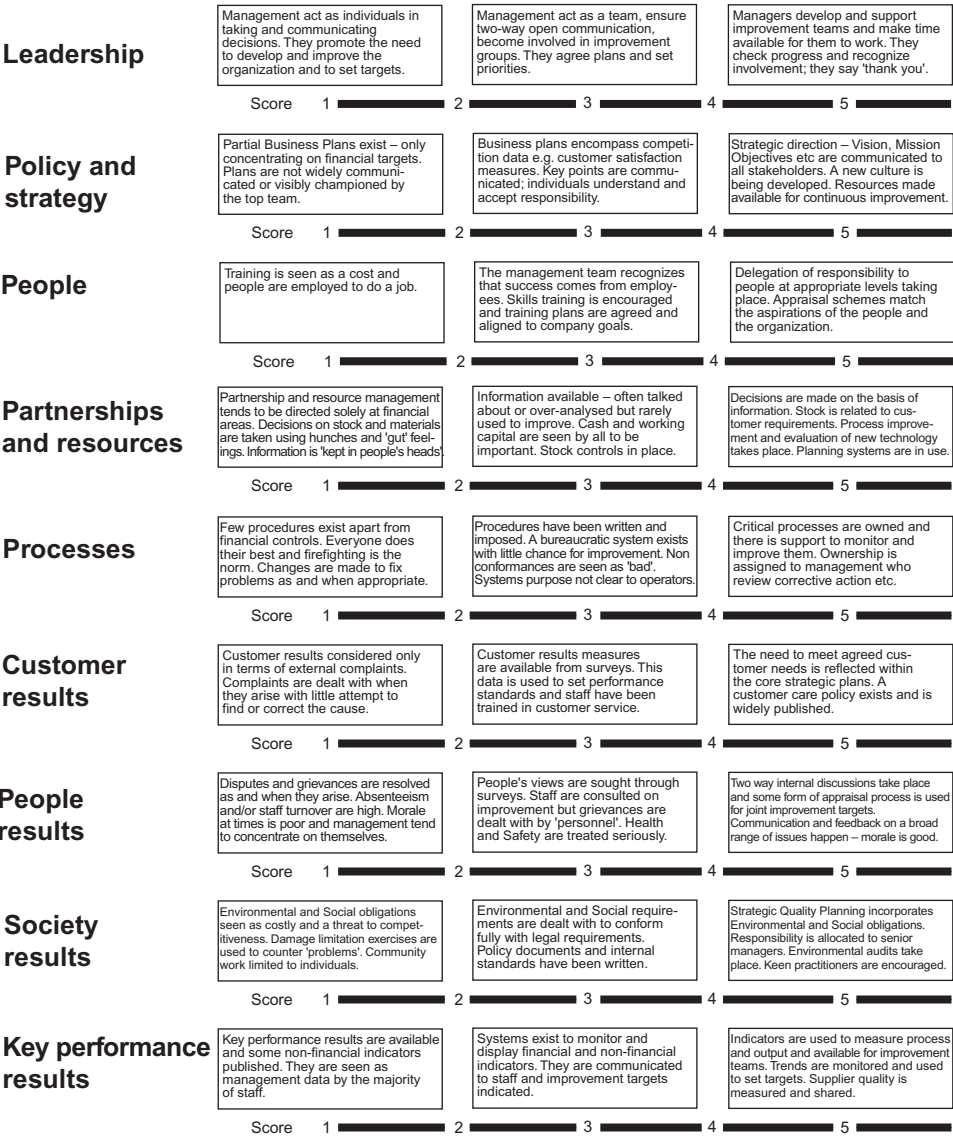 Leadership
Management act as individuals in
taking and communicating
decisions. They promote the need
to develop and improve the
organization and to set targets.
Management act as a team, ensure
two-way open communication,
become involved in improvement
groups. They agree plans and set
priorities.
Managers develop and support
improvement teams and make time
available for them to work. They
check progress and recognize
involvement; they say 'thank you'.
Score 1 2 3 4 5
Policy and
strategy
Partial Business Plans exist – only
concentrating on financial targets.
Plans are not widely communi-
cated or visibly championed by
the top team.
Business plans encompass competi-
tion data e.g. customer satisfaction
measures. Key points are commu-
nicated; individuals understand and
accept responsibility.
Strategic direction – Vision, Mission
Objectives etc are communicated to
all stakeholders. A new culture is
being developed. Resources made
available for continuous improvement.
Score 1 2 3 4 5
People
Training is seen as a cost and
people are employed to do a job.
The management team recognizes
that success comes from employ-
ees. Skills training is encouraged
and training plans are agreed and
aligned to company goals.
Delegation of responsibility to
people at appropriate levels taking
place. Appraisal schemes match
the aspirations of the people and
the organization.
Score 1 2 3 4 5
Partnerships
and resources
Partnership and resource management
tends to be directed solely at financial
areas. Decisions on stock and materials
are taken using hunches and 'gut' feel-
ings. Information is 'kept in people's heads'.
Information available – often talked
about or over-analysed but rarely
used to improve. Cash and working
capital are seen by all to be
important. Stock controls in place.
Decisions are made on the basis of
information. Stock is related to cus-
tomer requirements. Process improve-
ment and evaluation of new technology
takes place. Planning systems are in use.
Score 1 2 3 4 5
Processes
Few procedures exist apart from
financial controls. Everyone does
their best and firefighting is the
norm. Changes are made to fix
problems as and when appropriate.
Procedures have been written and
imposed. A bureaucratic system exists
with little chance for improvement. Non
conformances are seen as 'bad'.
Systems purpose not clear to operators.
Critical processes are owned and
there is support to monitor and
improve them. Ownership is
assigned to management who
review corrective action etc.
Score 1 2 3 4 5
Customer
results
Customer results considered only
in terms of external complaints.
Complaints are dealt with when
they arise with little attempt to
find or correct the cause.
Customer results measures
are available from surveys. This
data is used to set performance
standards and staff have been
trained in customer service.
The need to meet agreed cus-
tomer needs is reflected within
the core strategic plans. A
customer care policy exists and is
widely published.
Score 1 2 3 4 5
People
results
Disputes and grievances are resolved
as and when they arise. Absenteeism
and/or staff turnover are high. Morale
at times is poor and management tend
to concentrate on themselves.
People's views are sought through
surveys. Staff are consulted on
improvement but grievances are
dealt with by 'personnel'. Health
and Safety are treated seriously.
Two way internal discussions take place
and some form of appraisal process is used
for joint improvement targets.
Communication and feedback on a broad
range of issues happen – morale is good.
Score 1 2 3 4 5
Society
results
Environmental and Social obligations
seen as costly and a threat to compet-
itiveness. Damage limitation exercises are
used to counter 'problems'. Community
work limited to individuals.
Environmental and Social require-
ments are dealt with to conform
fully with legal requirements.
Policy documents and internal
standards have been written.
Strategic Quality Planning incorporates
Environmental and Social obligations.
Responsibility is allocated to senior
managers. Environmental audits take
place. Keen practitioners are encouraged.
Score 1 2 3 4 5
Key performance
results
Key performance results are available
and some non-financial indicators
published. They are seen as
management data by the majority
of staff.
Systems exist to monitor and
display financial and non-financial
indicators. They are communicated
to staff and improvement targets
indicated.
Indicators are used to measure process
and output and available for improvement
teams. Trends are monitored and used
to set targets. Supplier quality is
measured and shared.
Score 1 2 3 4 5